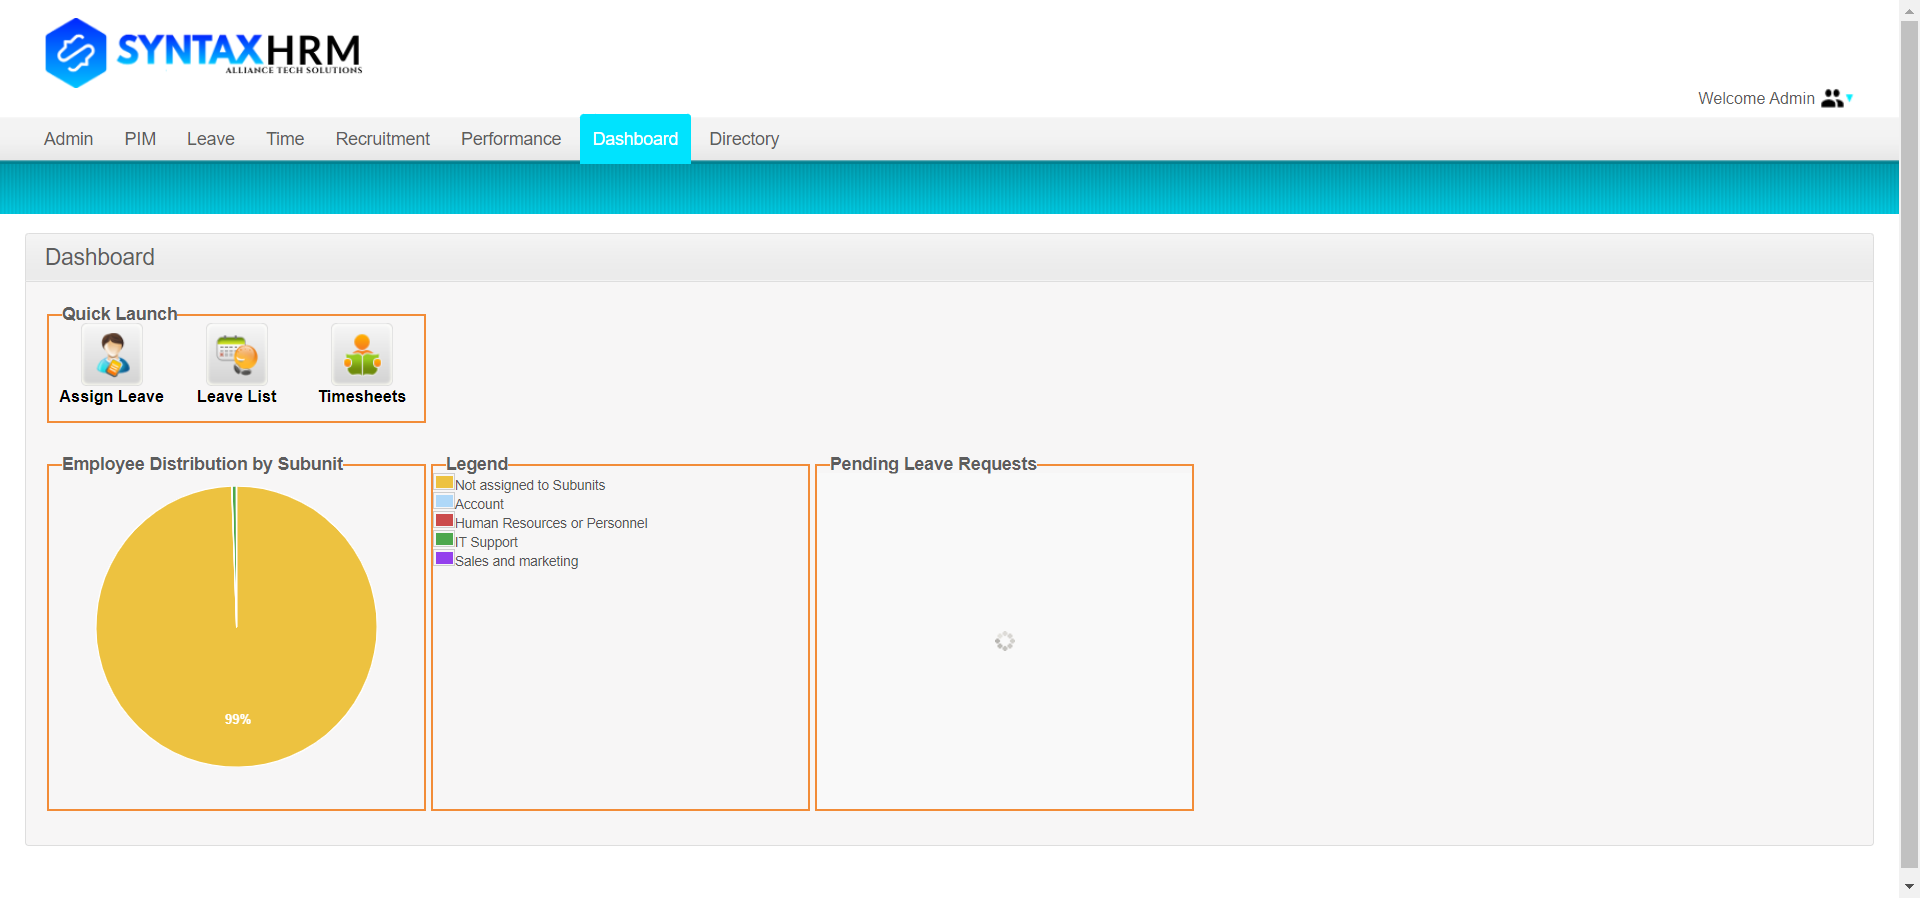 SYNTAXHRM
ALLIANCE TECH SOLUTIONS
Welcome Admin
Admin PIM Leave Time Recruitment Performance Dashboard Directory
Dashboard
Quick Launch
Assign Leave Leave List Timesheets
Employee Distribution by Subunit
99%
Legend
Not assigned to Subunits
Account
Human Resources or Personnel
IT Support
Sales and marketing
Pending Leave Requests